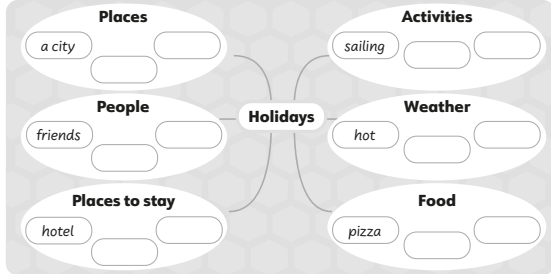 Places
a city
People
friends
Places to stay
hotel
Holidays
Activities
sailing
Weather
hot
Food
pizza